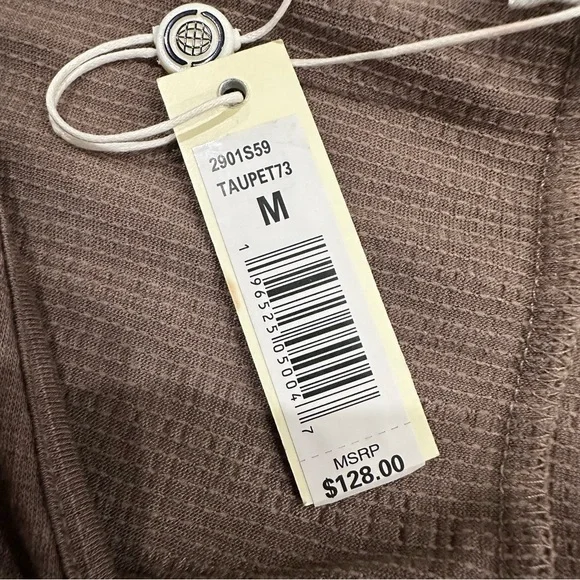 2901S59
TAUPET73
M
1 96525 05004 7
MSRP
$128.00